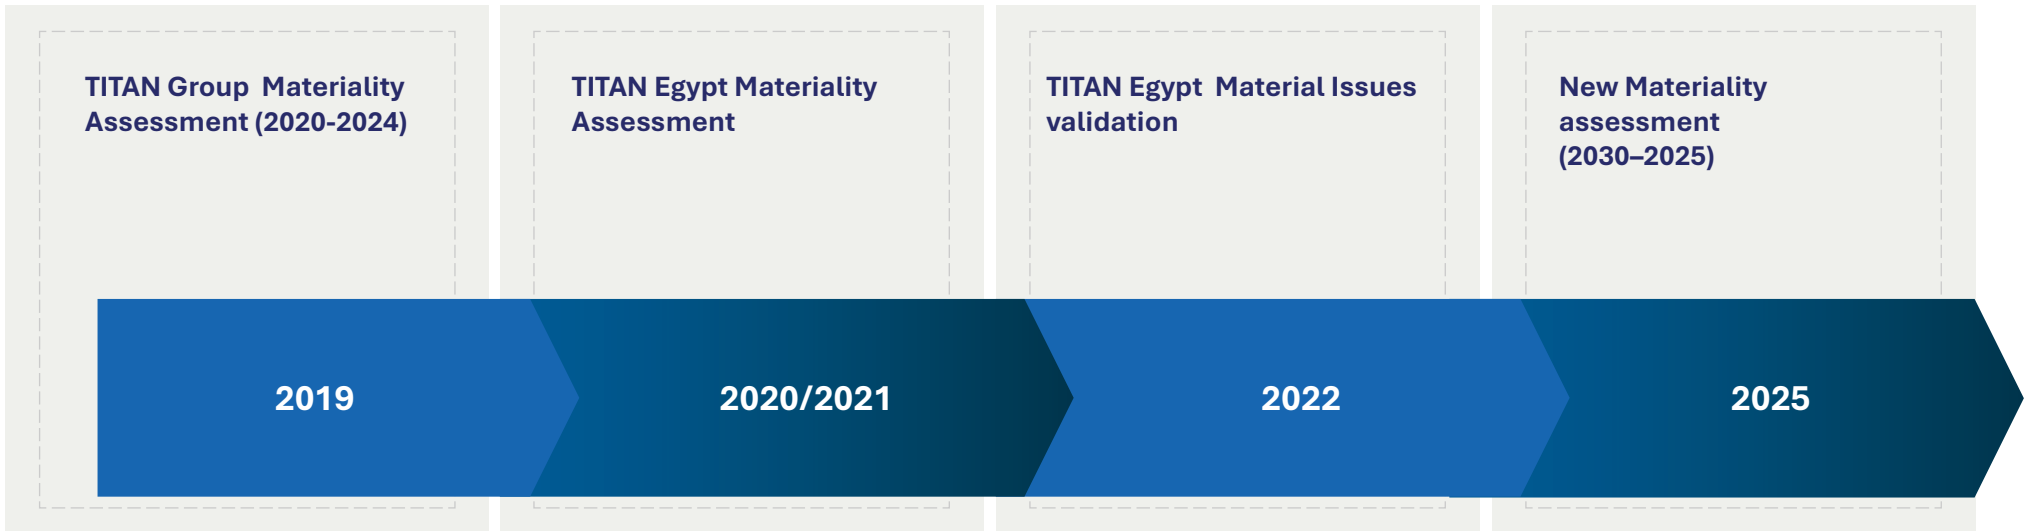 TITAN Group  Materiality
Assessment (2020-2024)
TITAN Egypt Materiality
Assessment
TITAN Egypt  Material Issues
validation
New Materiality
assessment
(2030–2025)
2019
2020/2021
2022
2025